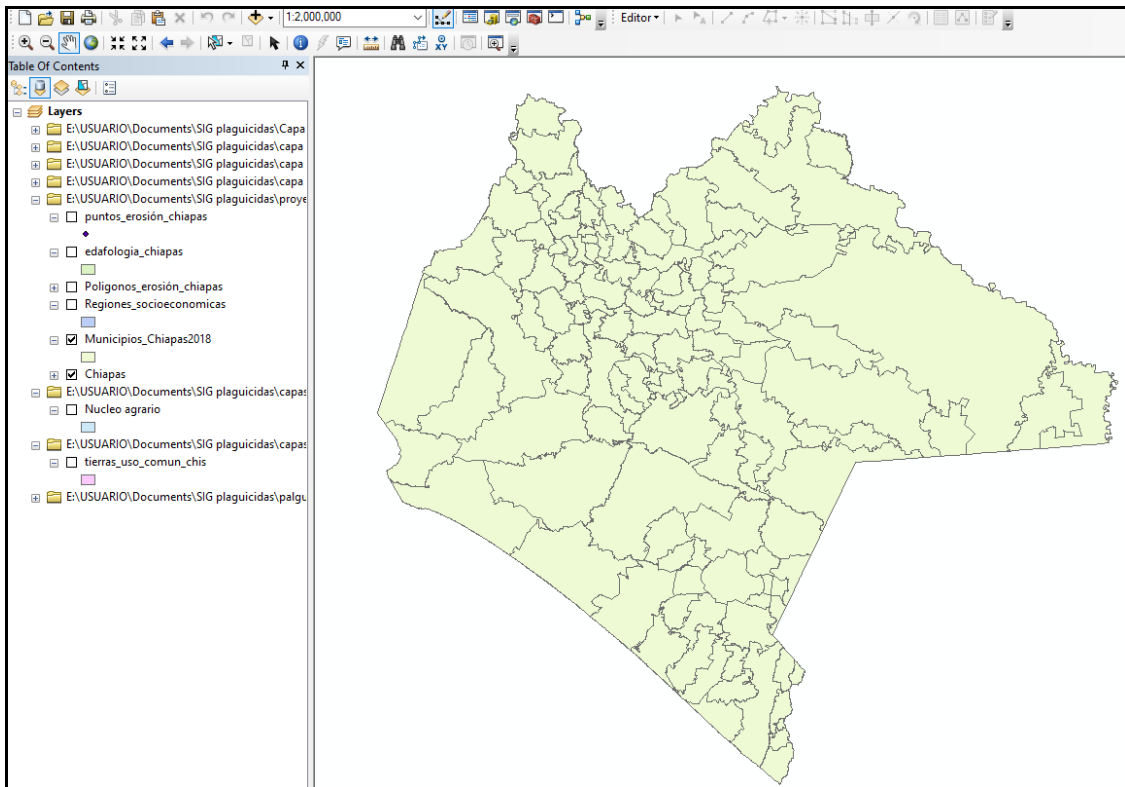 1:2,000,000
Editor
Table Of Contents
Layers
E:\USUARIO\Documents\SIG plaguicidas\Capa
E:\USUARIO\Documents\SIG plaguicidas\capa
E:\USUARIO\Documents\SIG plaguicidas\capa
E:\USUARIO\Documents\SIG plaguicidas\capa
E:\USUARIO\Documents\SIG plaguicidas\proye
puntos_erosión_chiapas
edafologia_chiapas
Poligonos_erosión_chiapas
Regiones_socioeconomicas
Municipios_Chiapas2018
Chiapas
E:\USUARIO\Documents\SIG plaguicidas\capas
Nucleo agrario
E:\USUARIO\Documents\SIG plaguicidas\capas
tierras_uso_comun_chis
E:\USUARIO\Documents\SIG plaguicidas\palgu